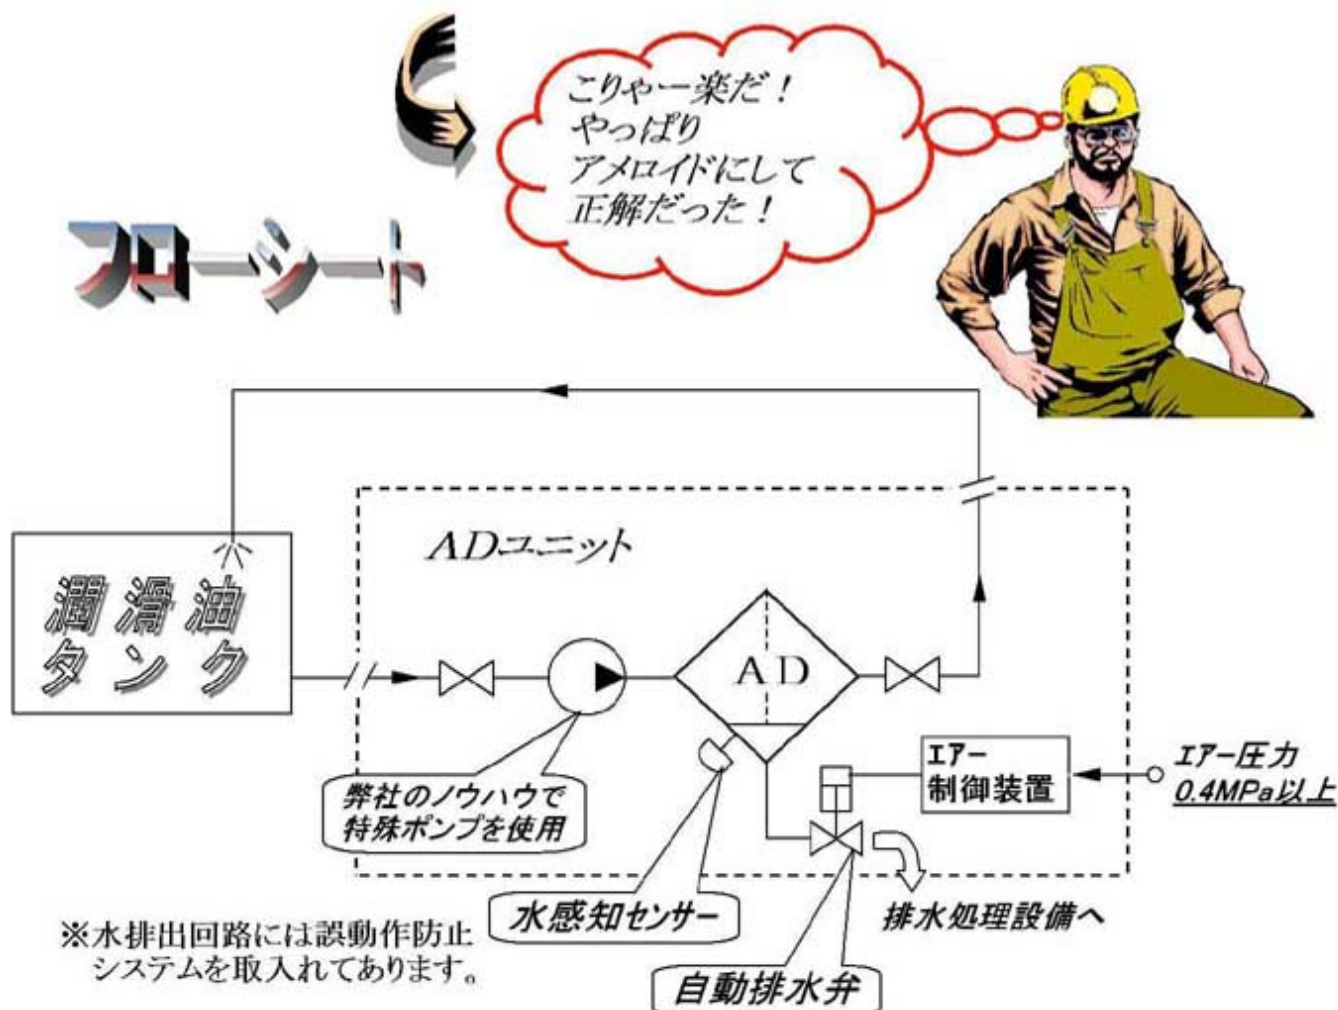 こりゃー楽だ！
やっぱり
アメロイドにして
正解だった！
フローシート
ADユニット
潤滑油
タンク
AD
エアー
制御装置
エアー圧力
0.4MPa以上
弊社のノウハウで
特殊ポンプを使用
水感知センサー
排水処理設備へ
自動排水弁
※水排出回路には誤動作防止
システムを取入れてあります。